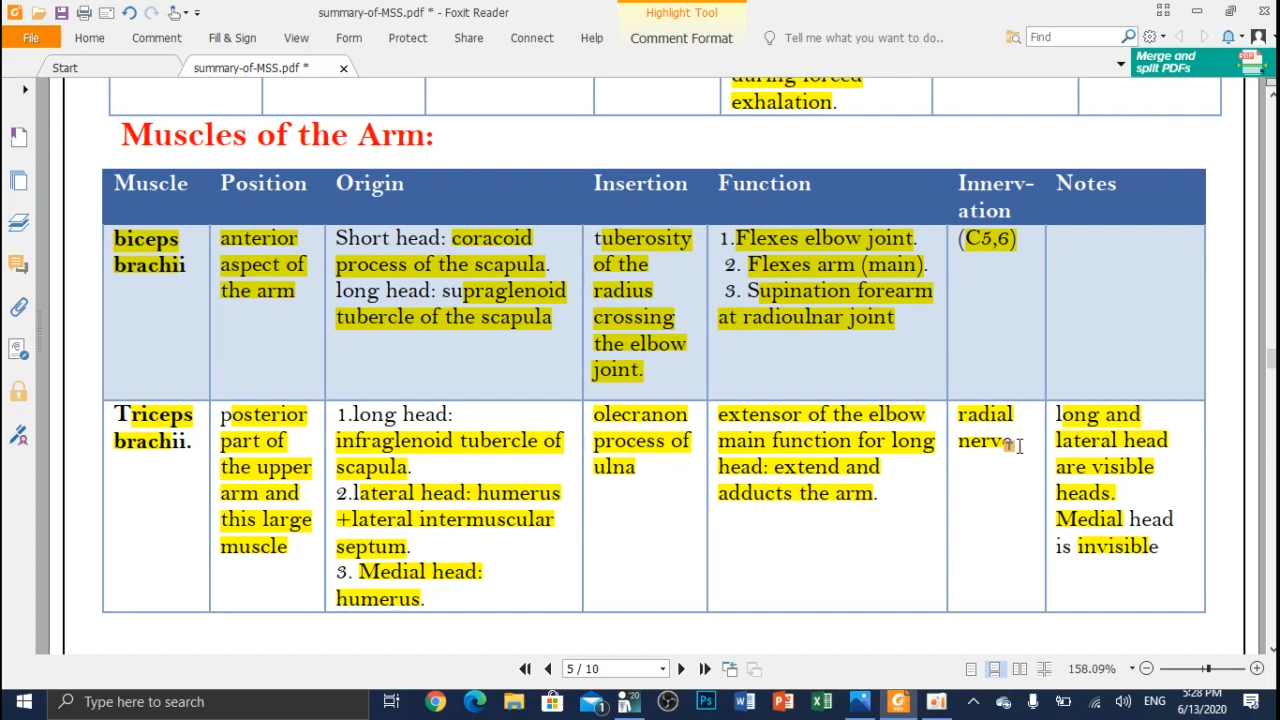 summary-of-MSS.pdf * - Foxit Reader
Highlight Tool
File
Home
Comment
Fill & Sign
View
Form
Protect
Share
Connect
Help
Comment Format
Tell me what you want to do..
Find
Start
summary-of-MSS.pdf *
Merge and
split PDFs
during forced
exhalation.
Muscles of the Arm:
Muscle
Position
Origin
Insertion
Function
Innerv-
ation
Notes
biceps
brachii
anterior
aspect of
the arm
Short head: coracoid
process of the scapula.
long head: supraglenoid
tubercle of the scapula
tuberosity
of the
radius
crossing
the elbow
joint.
1.Flexes elbow joint.
2. Flexes arm (main).
3. Supination forearm
at radioulnar joint
(C5,6)
Triceps
brachii.
posterior
part of
the upper
arm and
this large
muscle
1.long head:
infraglenoid tubercle of
scapula.
2.lateral head: humerus
+lateral intermuscular
septum.
3. Medial head:
humerus.
olecranon
process of
ulna
extensor of the elbow
main function for long
head: extend and
adducts the arm.
radial
nerve
long and
lateral head
are visible
heads.
Medial head
is invisible
5 / 10
158.09%
Type here to search
ENG
5:28 PM
6/13/2020